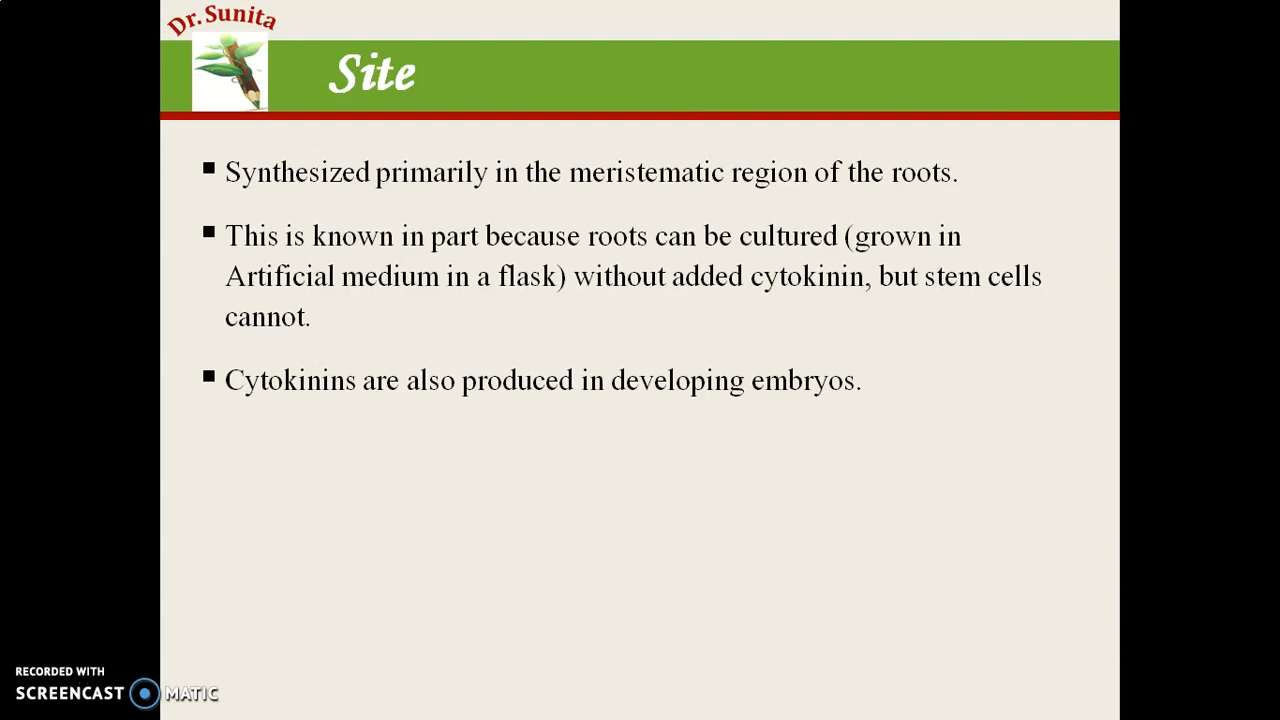 Dr. Sunita
Site
Synthesized primarily in the meristematic region of the roots.
This is known in part because roots can be cultured (grown in
Artificial medium in a flask) without added cytokinin, but stem cells
cannot.
Cytokinins are also produced in developing embryos.
RECORDED WITH
SCREENCAST MATIC